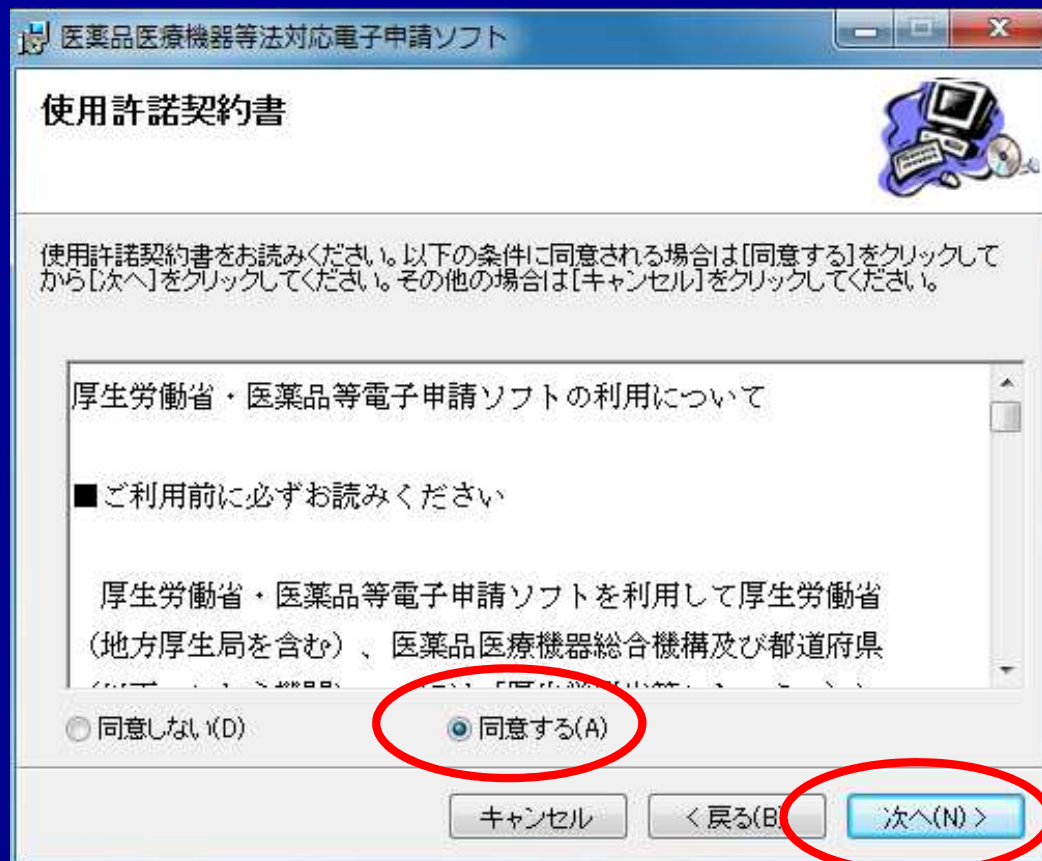 医薬品医療機器等法対応電子申請ソフト
使用許諾契約書
使用許諾契約書をお読みください。以下の条件に同意される場合は[同意する]をクリックして
から[次へ]をクリックしてください。その他の場合は[キャンセル]をクリックしてください。
厚生労働省・医薬品等電子申請ソフトの利用について
■ご利用前に必ずお読みください
厚生労働省・医薬品等電子申請ソフトを利用して厚生労働省
(地方厚生局を含む)、医薬品医療機器総合機構及び都道府県
同意しない(D)
同意する(A)
キャンセル
< 戻る(B)
次へ(N) >